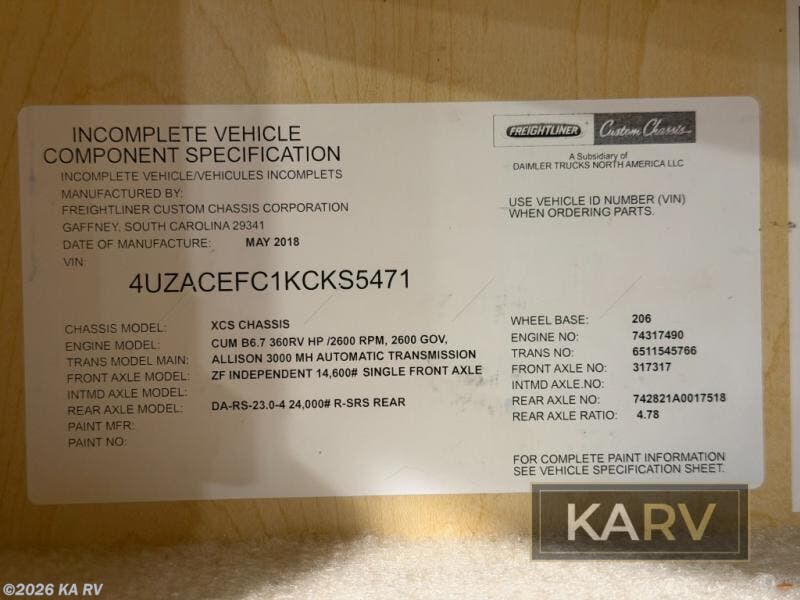 INCOMPLETE VEHICLE
COMPONENT SPECIFICATION
INCOMPLETE VEHICLE/VEHICULES INCOMPLETS
MANUFACTURED BY:
FREIGHTLINER CUSTOM CHASSIS CORPORATION
GAFFNEY, SOUTH CAROLINA 29341
DATE OF MANUFACTURE: MAY 2018
VIN:
4UZACEFC1KCKS5471
FREIGHTLINER Custom Chassis
A Subsidiary of
DAIMLER TRUCKS NORTH AMERICA LLC
USE VEHICLE ID NUMBER (VIN)
WHEN ORDERING PARTS.
CHASSIS MODEL: XCS CHASSIS
ENGINE MODEL: CUM B6.7 360RV HP /2600 RPM, 2600 GOV,
TRANS MODEL MAIN: ALLISON 3000 MH AUTOMATIC TRANSMISSION
FRONT AXLE MODEL: ZF INDEPENDENT 14,600# SINGLE FRONT AXLE
INTMD AXLE MODEL:
REAR AXLE MODEL: DA-RS-23.0-4 24,000# R-SRS REAR
PAINT MFR:
PAINT NO:
WHEEL BASE: 206
ENGINE NO: 74317490
TRANS NO: 6511545766
FRONT AXLE NO: 317317
INTMD AXLE.NO:
REAR AXLE NO: 742821A0017518
REAR AXLE RATIO: 4.78
FOR COMPLETE PAINT INFORMATION
SEE VEHICLE SPECIFICATION SHEET.
KARV
©2026 KA RV